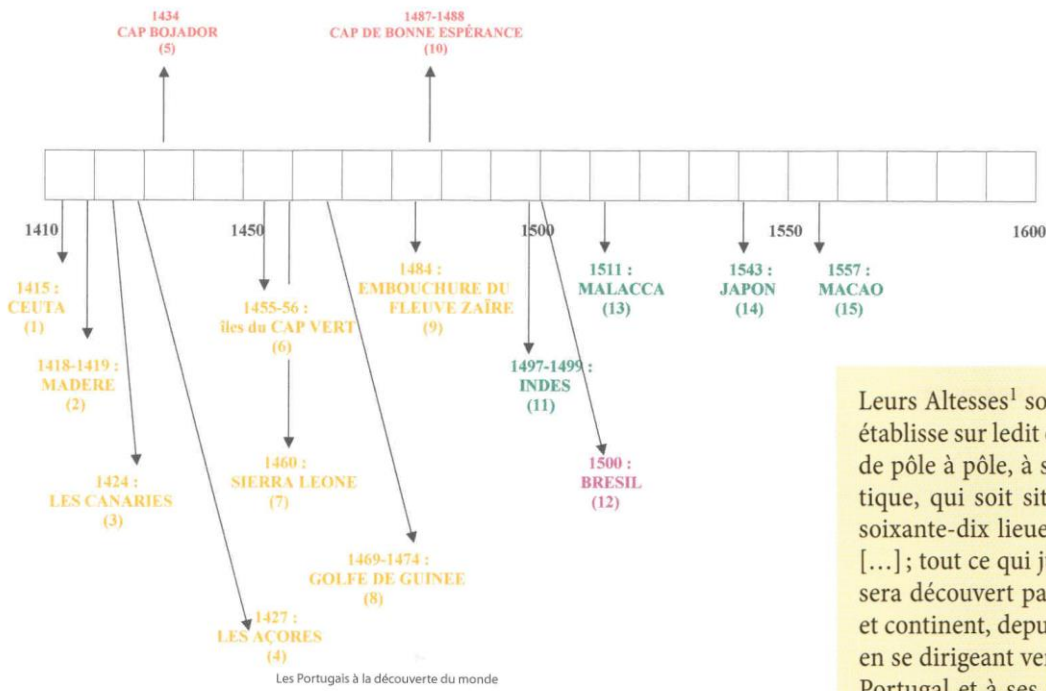 1434
CAP BOJADOR
(5)
1487-1488
CAP DE BONNE ESPÉRANCE
(10)
1410
1450
1500
1550
1600
1415 :
CEUTA
(1)
1418-1419 :
MADERE
(2)
1424 :
LES CANARIES
(3)
1427 :
LES AÇORES
(4)
1455-56 :
îles du CAP VERT
(6)
1460 :
SIERRA LEONE
(7)
1469-1474 :
GOLFE DE GUINEE
(8)
1484 :
EMBOUCHURE DU
FLEUVE ZAÏRE
(9)
1497-1499:
INDES
(11)
1500 :
BRESIL
(12)
1511 :
MALACCA
(13)
1543 :
JAPON
(14)
1557 :
MACAO
(15)
Les Portugais à la découverte du monde
Leurs Altesses¹ so
établisse sur ledit
de pôle à pôle, à s
tique, qui soit sit
soixante-dix lieue
[…] ; tout ce qui
sera découvert pa
et continent, depu
en se dirigeant ver
Portugal et à ses